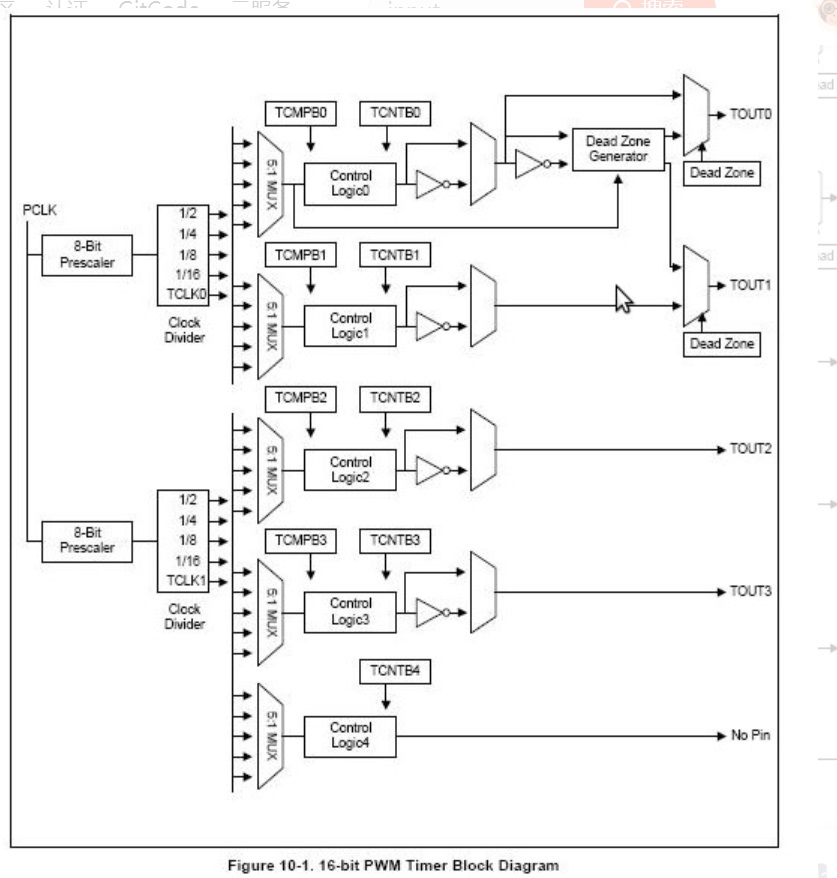 TCMPB0
TCNTB0
TOUT0
5:1 MUX
Control
Logic0
Dead Zone
Generator
Dead Zone
PCLK
8-Bit
Prescaler
1/2
1/4
1/8
1/16
TCLK0
Clock
Divider
TCMPB1
TCNTB1
TOUT1
5:1 MUX
Control
Logic1
Dead Zone
TCMPB2
TCNTB2
5:1 MUX
Control
Logic2
TOUT2
8-Bit
Prescaler
1/2
1/4
1/8
1/16
TCLK1
Clock
Divider
TCMPB3
TCNTB3
5:1 MUX
Control
Logic3
TOUT3
TCNTB4
5:1 MUX
Control
Logic4
No Pin
Figure 10-1. 16-bit PWM Timer Block Diagram